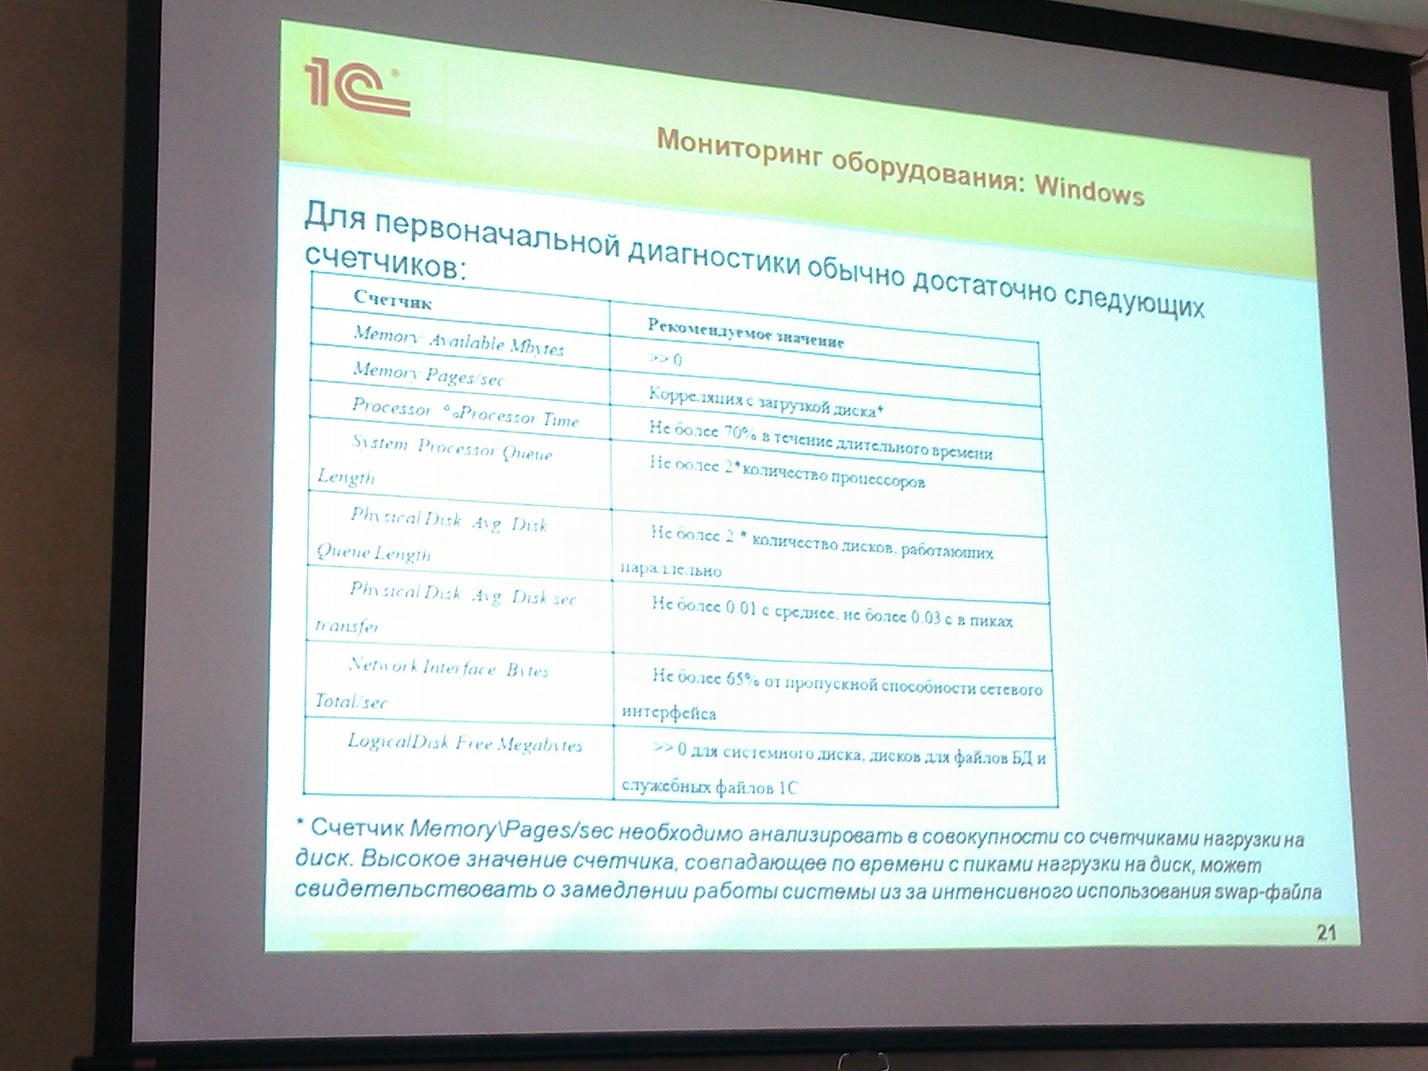 1С
Мониторинг оборудования: Windows
Для первоначальной диагностики обычно достаточно следующих
счетчиков:
Счетчик
Рекомендуемое значение
Memory Available Mbytes
>> 0
Memory Pages/sec
Корреляция с загрузкой диска*
Processor %Processor Time
Не более 70% в течение длительного времени
System Processor Queue
Length
Не более 2*количество процессоров
Physical Disk Avg Disk
Queue Length
Не более 2 * количество дисков, работающих
параллельно
Physical Disk Avg Disk sec
transfer
Не более 0.01 с среднее, не более 0.03 с в пиках
Network Interface Bytes
Total/sec
Не более 65% от пропускной способности сетевого
интерфейса
LogicalDisk Free Megabytes
>> 0 для системного диска, дисков для файлов БД и
служебных файлов 1С
* Счетчик Memory\Pages/sec необходимо анализировать в совокупности со счетчиками нагрузки на
диск. Высокое значение счетчика, совпадающее по времени с пиками нагрузки на диск, может
свидетельствовать о замедлении работы системы из за интенсивного использования swap-файла
21